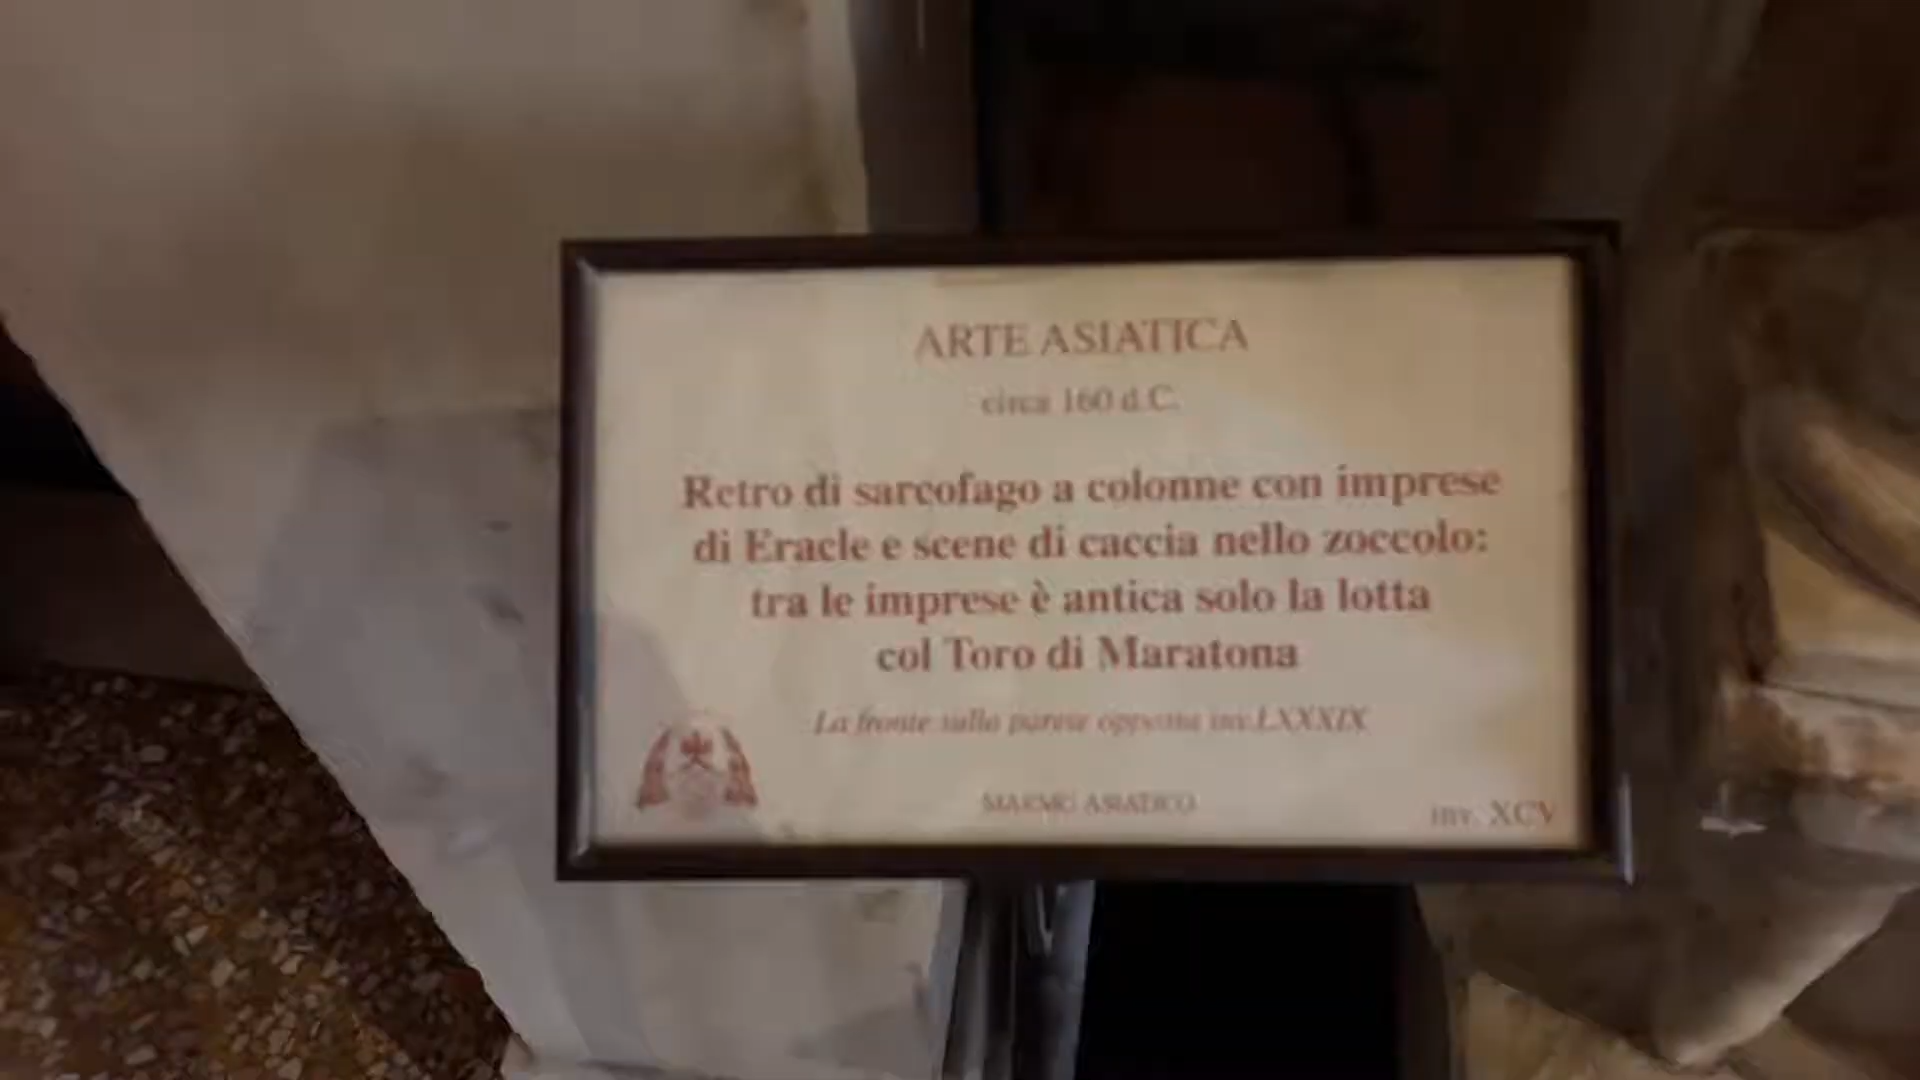 ARTE ASIATICA
circa 160 d.C.
Retro di sarcofago a colonne con imprese
di Eracle e scene di caccia nello zoccolo:
tra le imprese è antica solo la lotta
col Toro di Maratona
La fronte sulla parete opposta inv.LXXXIX
MARMO ASIATICO
inv. XCV